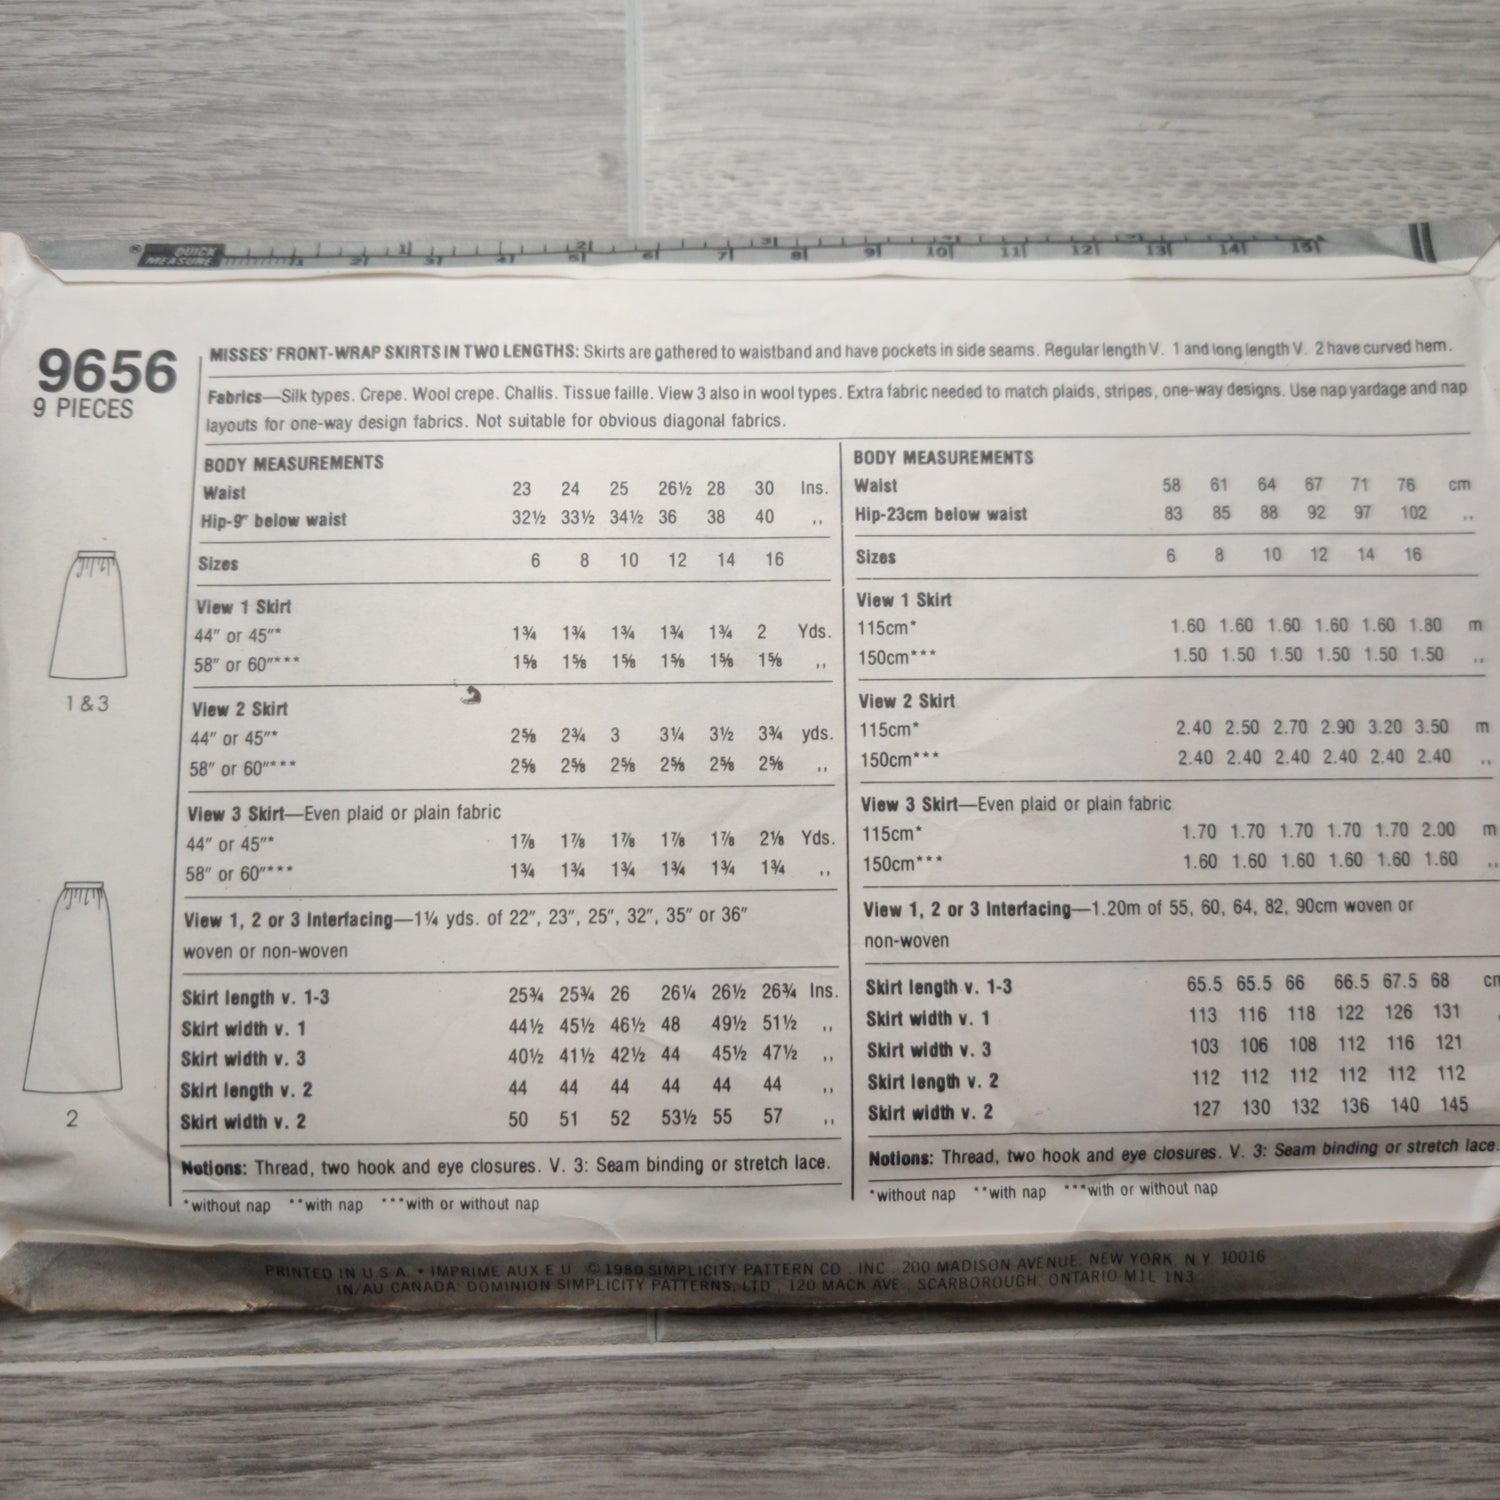 ® QUICK MEASURE
1 2 3
1 2 3 4 5 6 7 8 9 10 11 12 13 14 15
9656
9 PIECES
MISSES' FRONT-WRAP SKIRTS IN TWO LENGTHS: Skirts are gathered to waistband and have pockets in side seams. Regular length V. 1 and long length V. 2 have curved hem.
Fabrics—Silk types. Crepe. Wool crepe. Challis. Tissue faille. View 3 also in wool types. Extra fabric needed to match plaids, stripes, one-way designs. Use nap yardage and nap
layouts for one-way design fabrics. Not suitable for obvious diagonal fabrics.
BODY MEASUREMENTS
Waist 23 24 25 26½ 28 30 Ins.
Hip-9" below waist 32½ 33½ 34½ 36 38 40 ,,
Sizes 6 8 10 12 14 16
View 1 Skirt
44" or 45"* 1¾ 1¾ 1¾ 1¾ 1¾ 2 Yds.
58" or 60"*** 1⅝ 1⅝ 1⅝ 1⅝ 1⅝ 1⅝ ,,
View 2 Skirt
44" or 45"* 2⅝ 2¾ 3 3¼ 3½ 3¾ yds.
58" or 60"*** 2⅝ 2⅝ 2⅝ 2⅝ 2⅝ 2⅝ ,,
View 3 Skirt—Even plaid or plain fabric
44" or 45"* 1⅞ 1⅞ 1⅞ 1⅞ 1⅞ 2⅛ Yds.
58" or 60"*** 1¾ 1¾ 1¾ 1¾ 1¾ 1¾ ,,
View 1, 2 or 3 Interfacing—1¼ yds. of 22", 23", 25", 32", 35" or 36"
woven or non-woven
Skirt length v. 1-3 25¾ 25¾ 26 26¼ 26½ 26¾ Ins.
Skirt width v. 1 44½ 45½ 46½ 48 49½ 51½ ,,
Skirt width v. 3 40½ 41½ 42½ 44 45½ 47½ ,,
Skirt length v. 2 44 44 44 44 44 44 ,,
Skirt width v. 2 50 51 52 53½ 55 57 ,,
Notions: Thread, two hook and eye closures. V. 3: Seam binding or stretch lace.
*without nap **with nap ***with or without nap
BODY MEASUREMENTS
Waist 58 61 64 67 71 76 cm
Hip-23cm below waist 83 85 88 92 97 102 ,,
Sizes 6 8 10 12 14 16
View 1 Skirt
115cm* 1.60 1.60 1.60 1.60 1.60 1.80 m
150cm*** 1.50 1.50 1.50 1.50 1.50 1.50 ,,
View 2 Skirt
115cm* 2.40 2.50 2.70 2.90 3.20 3.50 m
150cm*** 2.40 2.40 2.40 2.40 2.40 2.40 ,,
View 3 Skirt—Even plaid or plain fabric
115cm* 1.70 1.70 1.70 1.70 1.70 2.00 m
150cm*** 1.60 1.60 1.60 1.60 1.60 1.60 ,,
View 1, 2 or 3 Interfacing—1.20m of 55, 60, 64, 82, 90cm woven or
non-woven
Skirt length v. 1-3 65.5 65.5 66 66.5 67.5 68 cm
Skirt width v. 1 113 116 118 122 126 131
Skirt width v. 3 103 106 108 112 116 121
Skirt length v. 2 112 112 112 112 112 112
Skirt width v. 2 127 130 132 136 140 145
Notions: Thread, two hook and eye closures. V. 3: Seam binding or stretch lace.
*without nap **with nap ***with or without nap
1 & 3
2
PRINTED IN U.S.A. • IMPRIME AUX E.U. © 1980 SIMPLICITY PATTERN CO. INC. 200 MADISON AVENUE, NEW YORK, N.Y. 10016
IN/AU CANADA: DOMINION SIMPLICITY PATTERNS, LTD., 120 MACK AVE., SCARBOROUGH, ONTARIO M1L 1N3